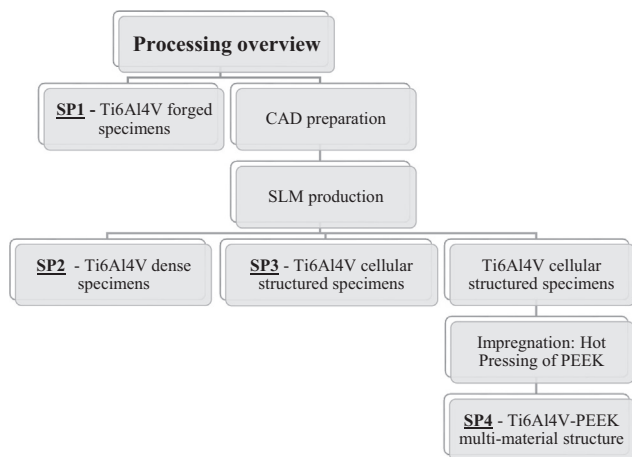 Processing overview
SP1 - Ti6Al4V forged
specimens
CAD preparation
SLM production
SP2 - Ti6Al4V dense
specimens
SP3 - Ti6Al4V cellular
structured specimens
Ti6Al4V cellular
structured specimens
Impregnation: Hot
Pressing of PEEK
SP4 - Ti6Al4V-PEEK
multi-material structure